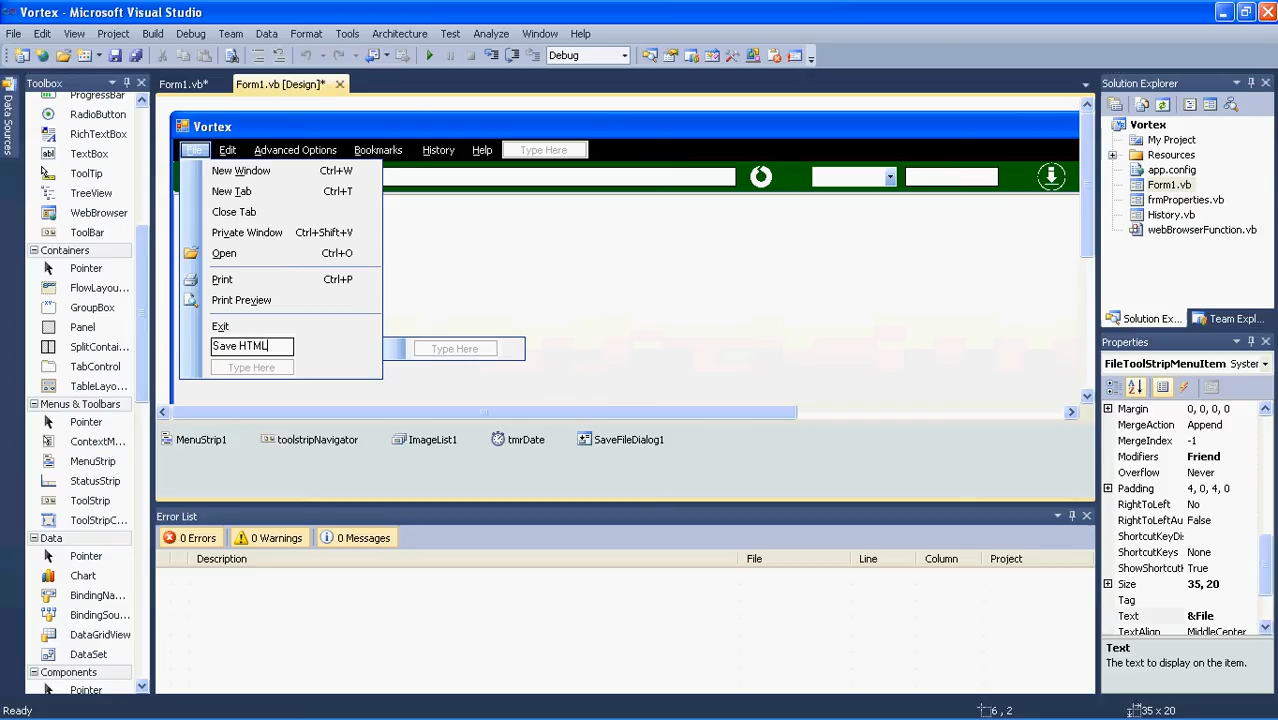 Vortex - Microsoft Visual Studio
File Edit View Project Build Debug Team Data Format Tools Architecture Test Analyze Window Help
Debug
Data Sources
Toolbox
ProgressBar
RadioButton
RichTextBox
TextBox
ToolTip
TreeView
WebBrowser
ToolBar
Containers
Pointer
FlowLayou...
GroupBox
Panel
SplitContai...
TabControl
TableLayo...
Menus & Toolbars
Pointer
ContextM...
MenuStrip
StatusStrip
ToolStrip
ToolStripC...
Data
Pointer
Chart
BindingNa...
BindingSou...
DataGridView
DataSet
Components
Pointer
Form1.vb* Form1.vb [Design]*
Vortex
File Edit Advanced Options Bookmarks History Help Type Here
New Window Ctrl+W
New Tab Ctrl+T
Close Tab
Private Window Ctrl+Shift+V
Open Ctrl+O
Print Ctrl+P
Print Preview
Exit
Save HTML
Type Here
Type Here
MenuStrip1 toolstripNavigator ImageList1 tmrDate SaveFileDialog1
Error List
0 Errors 0 Warnings 0 Messages
Description File Line Column Project
Solution Explorer
Vortex
My Project
Resources
app.config
Form1.vb
frmProperties.vb
History.vb
webBrowserFunction.vb
Solution Ex... Team Expl...
Properties
FileToolStripMenuItem Syster
Margin 0, 0, 0, 0
MergeAction Append
MergeIndex -1
Modifiers Friend
Overflow Never
Padding 4, 0, 4, 0
RightToLeft No
RightToLeftAu False
ShortcutKeyDi
ShortcutKeys None
ShowShortcutK True
Size 35, 20
Tag
Text &File
TextAlign MiddleCenter
Text
The text to display on the item.
Ready 6 , 2 35 x 20